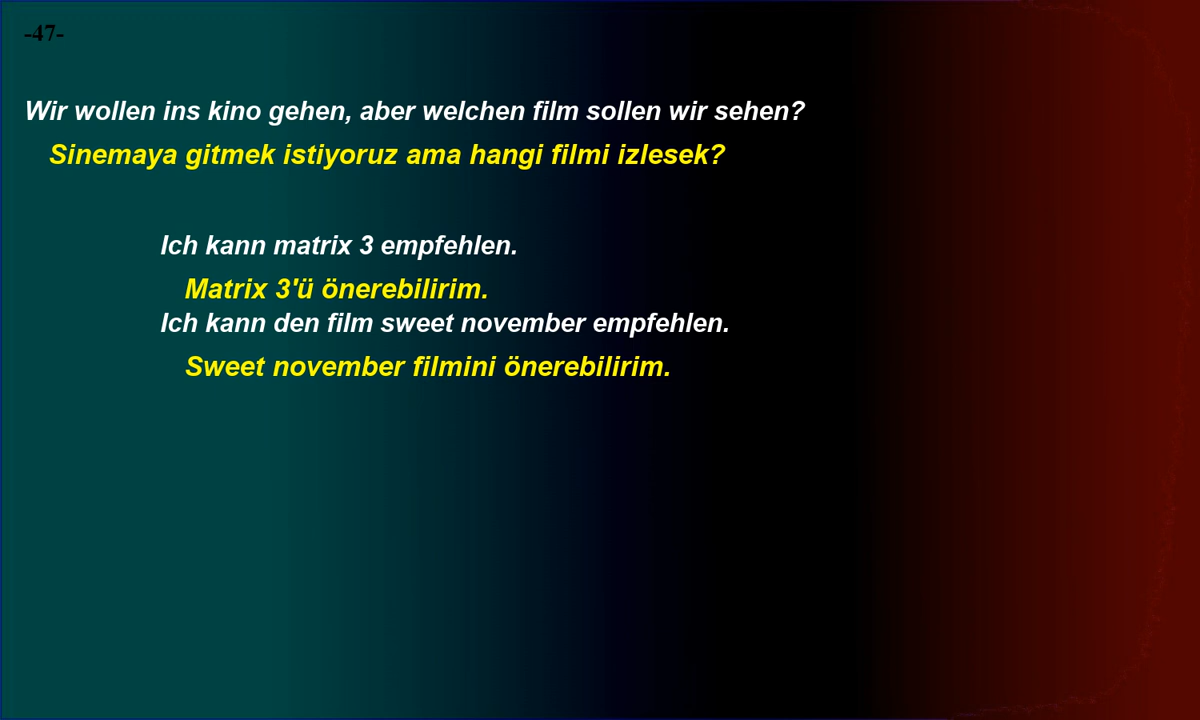 -47-
Wir wollen ins kino gehen, aber welchen film sollen wir sehen?
Sinemaya gitmek istiyoruz ama hangi filmi izlesek?
Ich kann matrix 3 empfehlen.
Matrix 3'ü önerebilirim.
Ich kann den film sweet november empfehlen.
Sweet november filmini önerebilirim.